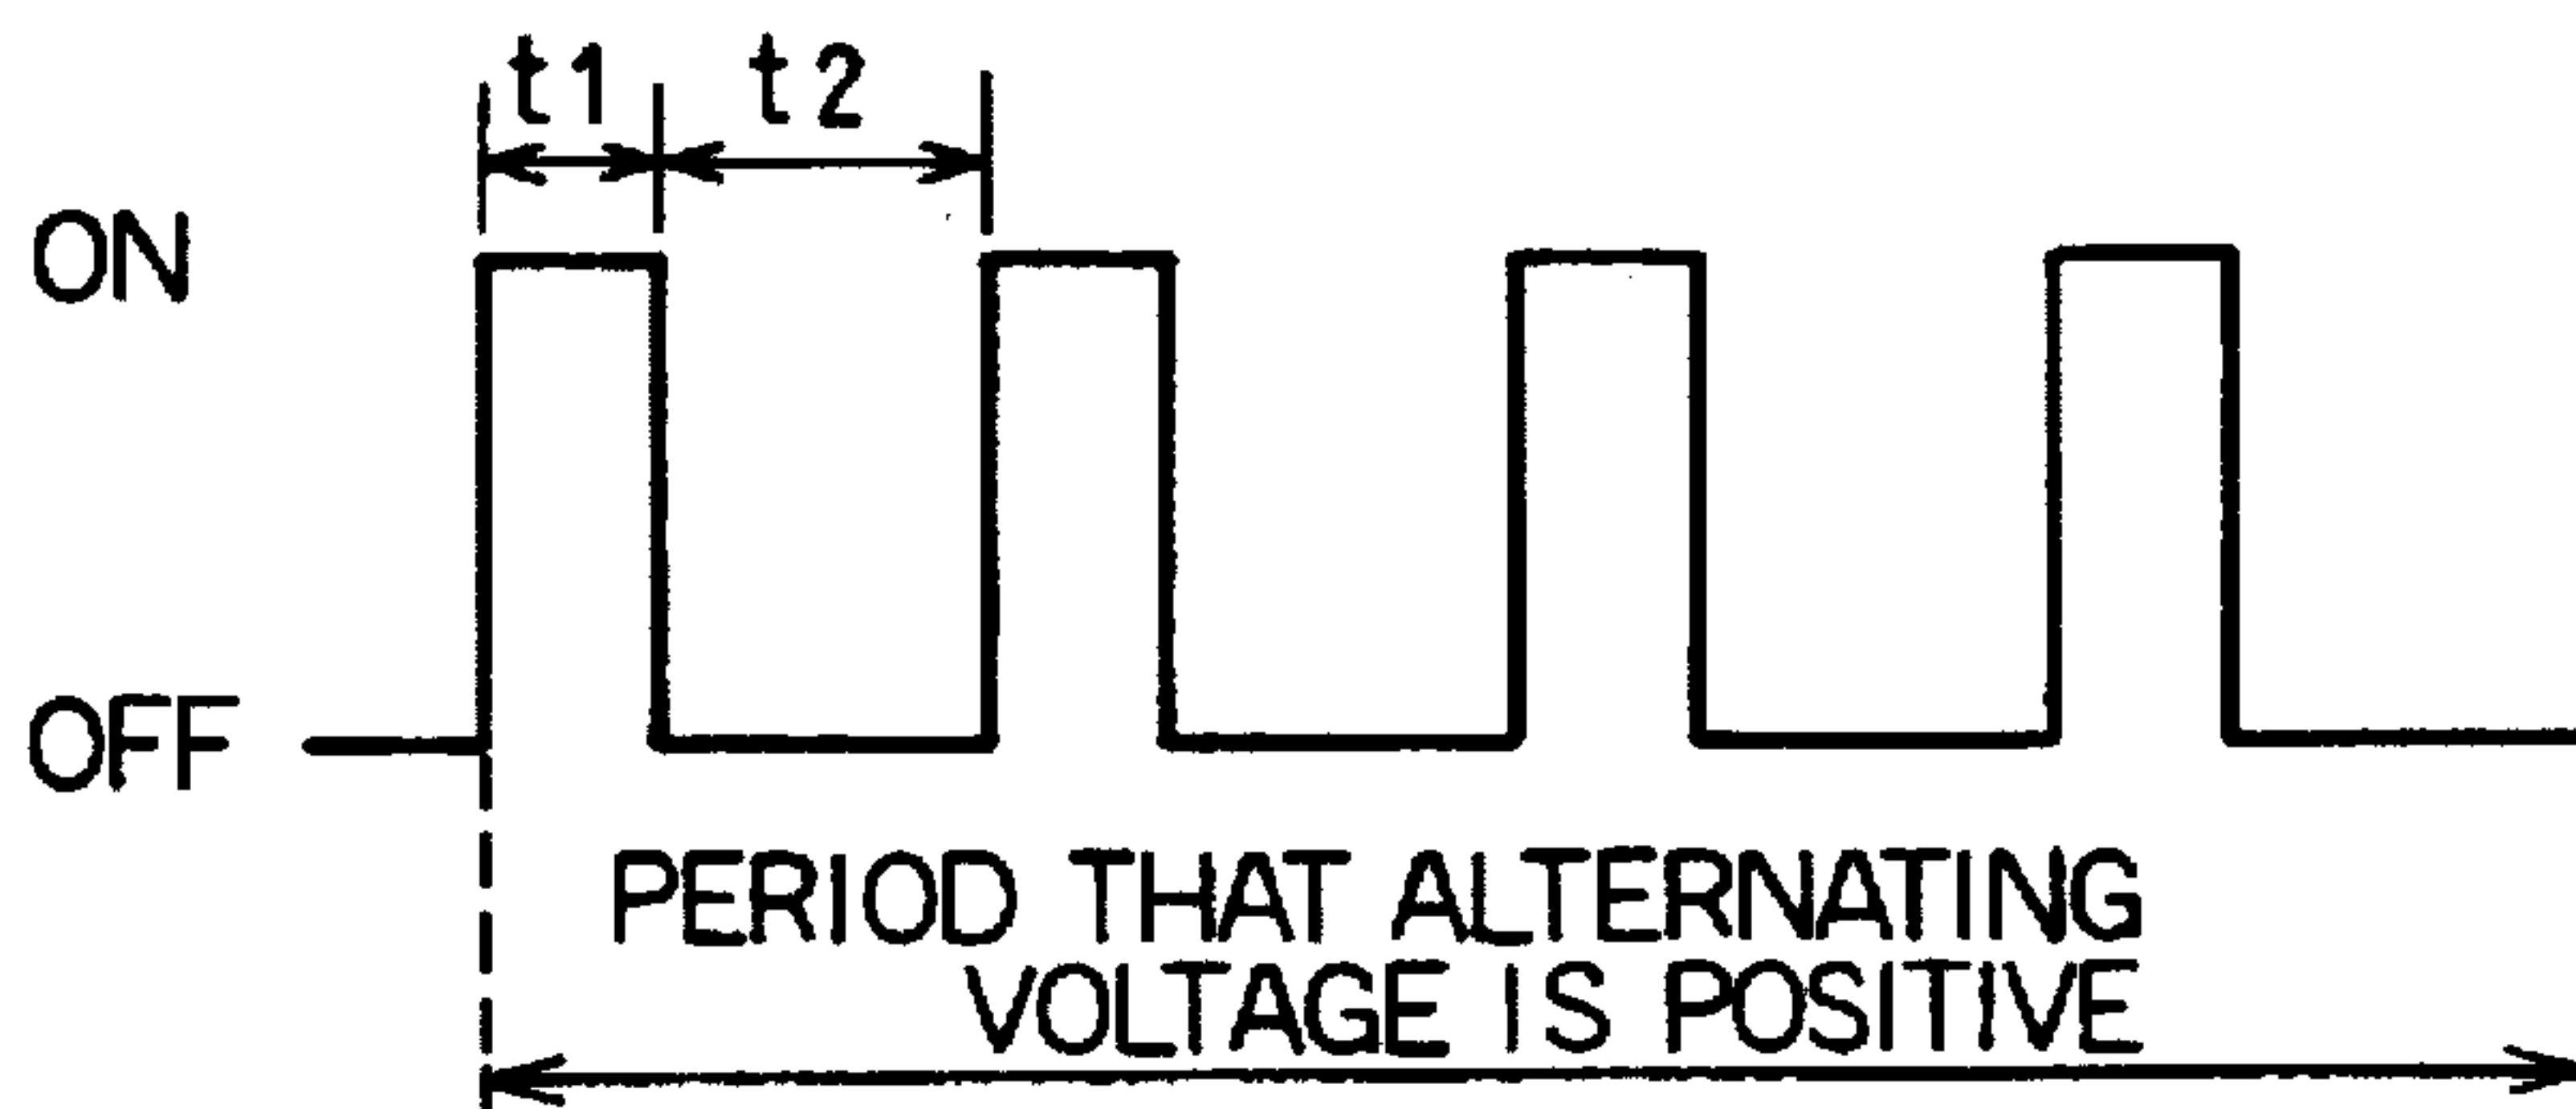 t1 t2
ON
OFF
PERIOD THAT ALTERNATING
VOLTAGE IS POSITIVE